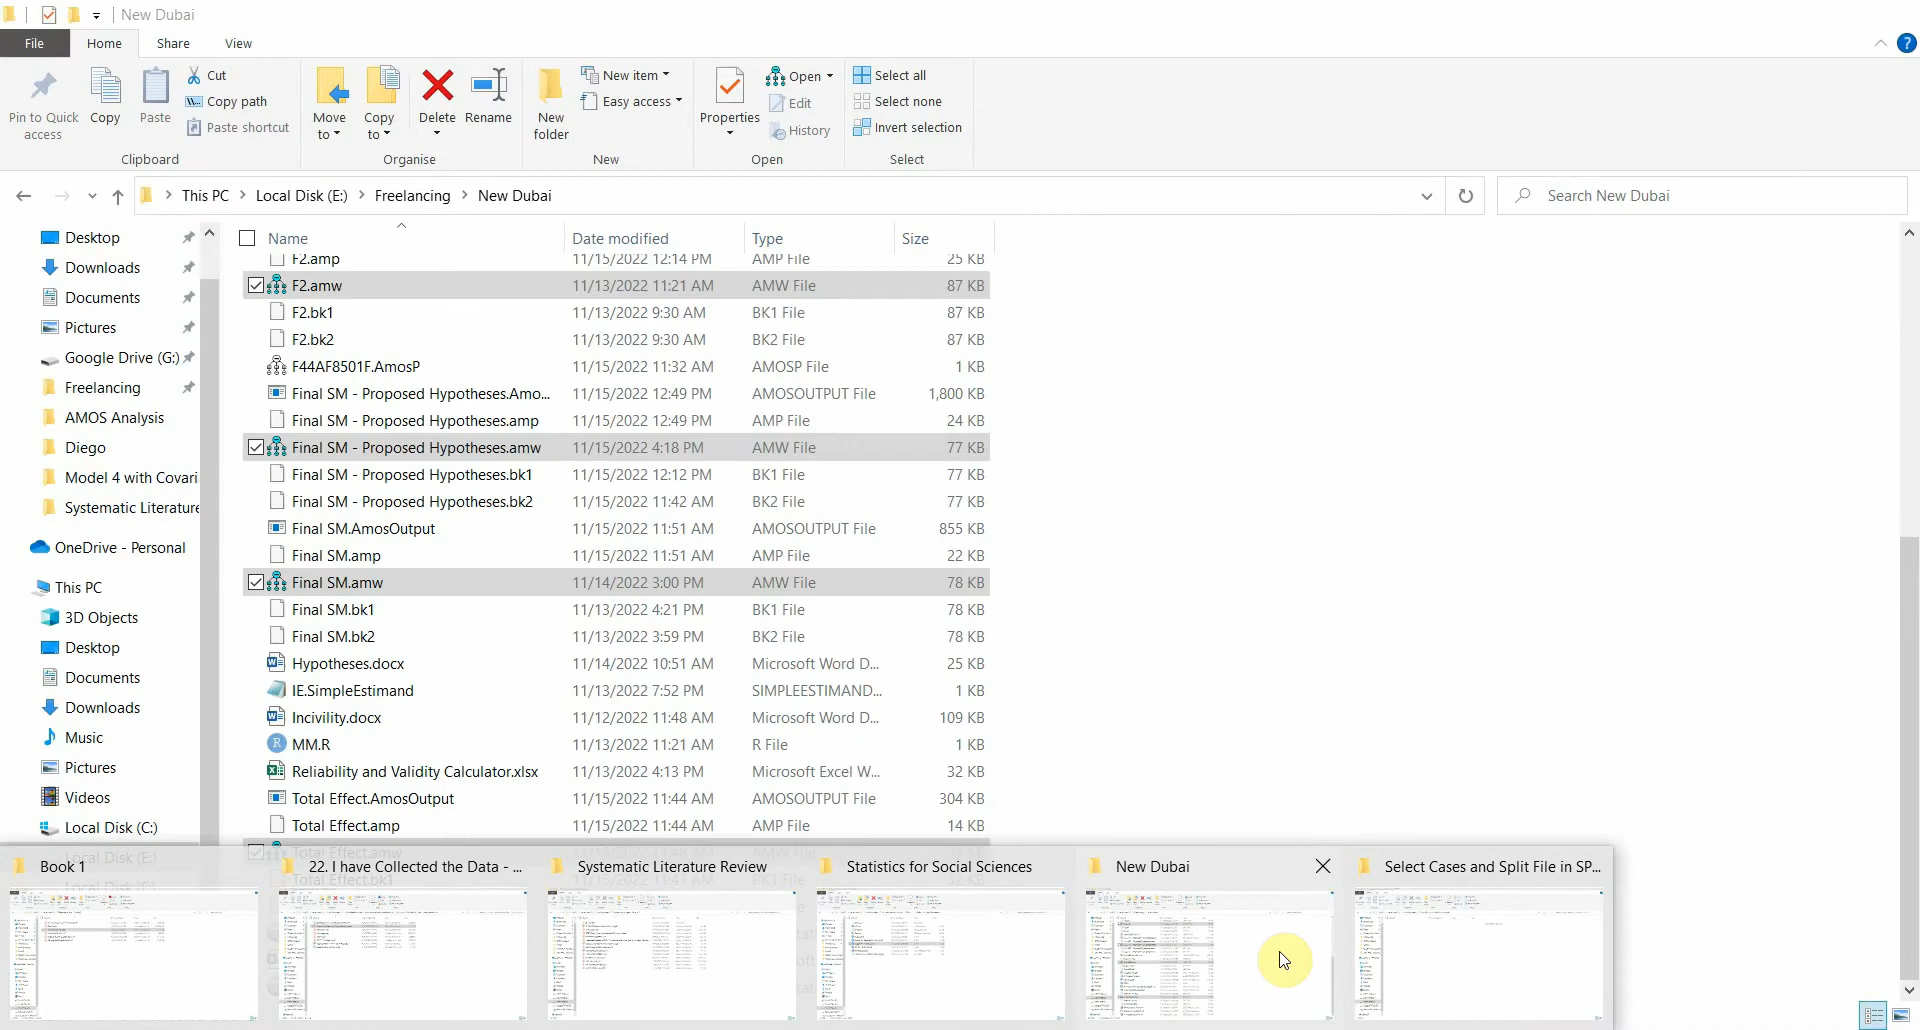 New Dubai
File Home Share View
Pin to Quick access
Copy
Paste
Cut
Copy path
Paste shortcut
Clipboard
Move to
Copy to
Delete
Rename
Organise
New folder
New item
Easy access
New
Properties
Open
Edit
History
Open
Select all
Select none
Invert selection
Select
This PC Local Disk (E:) Freelancing New Dubai
Search New Dubai
Desktop
Downloads
Documents
Pictures
Google Drive (G:)
Freelancing
AMOS Analysis
Diego
Model 4 with Covari
Systematic Literature
OneDrive - Personal
This PC
3D Objects
Desktop
Documents
Downloads
Music
Pictures
Videos
Local Disk (C:)
Local Disk (E:)
Name Date modified Type Size
F2.amp 11/15/2022 12:14 PM AMP File 25 KB
F2.amw 11/13/2022 11:21 AM AMW File 87 KB
F2.bk1 11/13/2022 9:30 AM BK1 File 87 KB
F2.bk2 11/13/2022 9:30 AM BK2 File 87 KB
F44AF8501F.AmosP 11/15/2022 11:32 AM AMOSP File 1 KB
Final SM - Proposed Hypotheses.Amo... 11/15/2022 12:49 PM AMOSOUTPUT File 1,800 KB
Final SM - Proposed Hypotheses.amp 11/15/2022 12:49 PM AMP File 24 KB
Final SM - Proposed Hypotheses.amw 11/15/2022 4:18 PM AMW File 77 KB
Final SM - Proposed Hypotheses.bk1 11/15/2022 12:12 PM BK1 File 77 KB
Final SM - Proposed Hypotheses.bk2 11/15/2022 11:42 AM BK2 File 77 KB
Final SM.AmosOutput 11/15/2022 11:51 AM AMOSOUTPUT File 855 KB
Final SM.amp 11/15/2022 11:51 AM AMP File 22 KB
Final SM.amw 11/14/2022 3:00 PM AMW File 78 KB
Final SM.bk1 11/13/2022 4:21 PM BK1 File 78 KB
Final SM.bk2 11/13/2022 3:59 PM BK2 File 78 KB
Hypotheses.docx 11/14/2022 10:51 AM Microsoft Word D... 25 KB
IE.SimpleEstimand 11/13/2022 7:52 PM SIMPLEESTIMAND... 1 KB
Incivility.docx 11/12/2022 11:48 AM Microsoft Word D... 109 KB
MM.R 11/13/2022 11:21 AM R File 1 KB
Reliability and Validity Calculator.xlsx 11/13/2022 4:13 PM Microsoft Excel W... 32 KB
Total Effect.AmosOutput 11/15/2022 11:44 AM AMOSOUTPUT File 304 KB
Total Effect.amp 11/15/2022 11:44 AM AMP File 14 KB
Total Effect.amw
Total Effect.bk1
Book 1
22. I have Collected the Data - ...
Systematic Literature Review
Statistics for Social Sciences
New Dubai
Select Cases and Split File in SP...